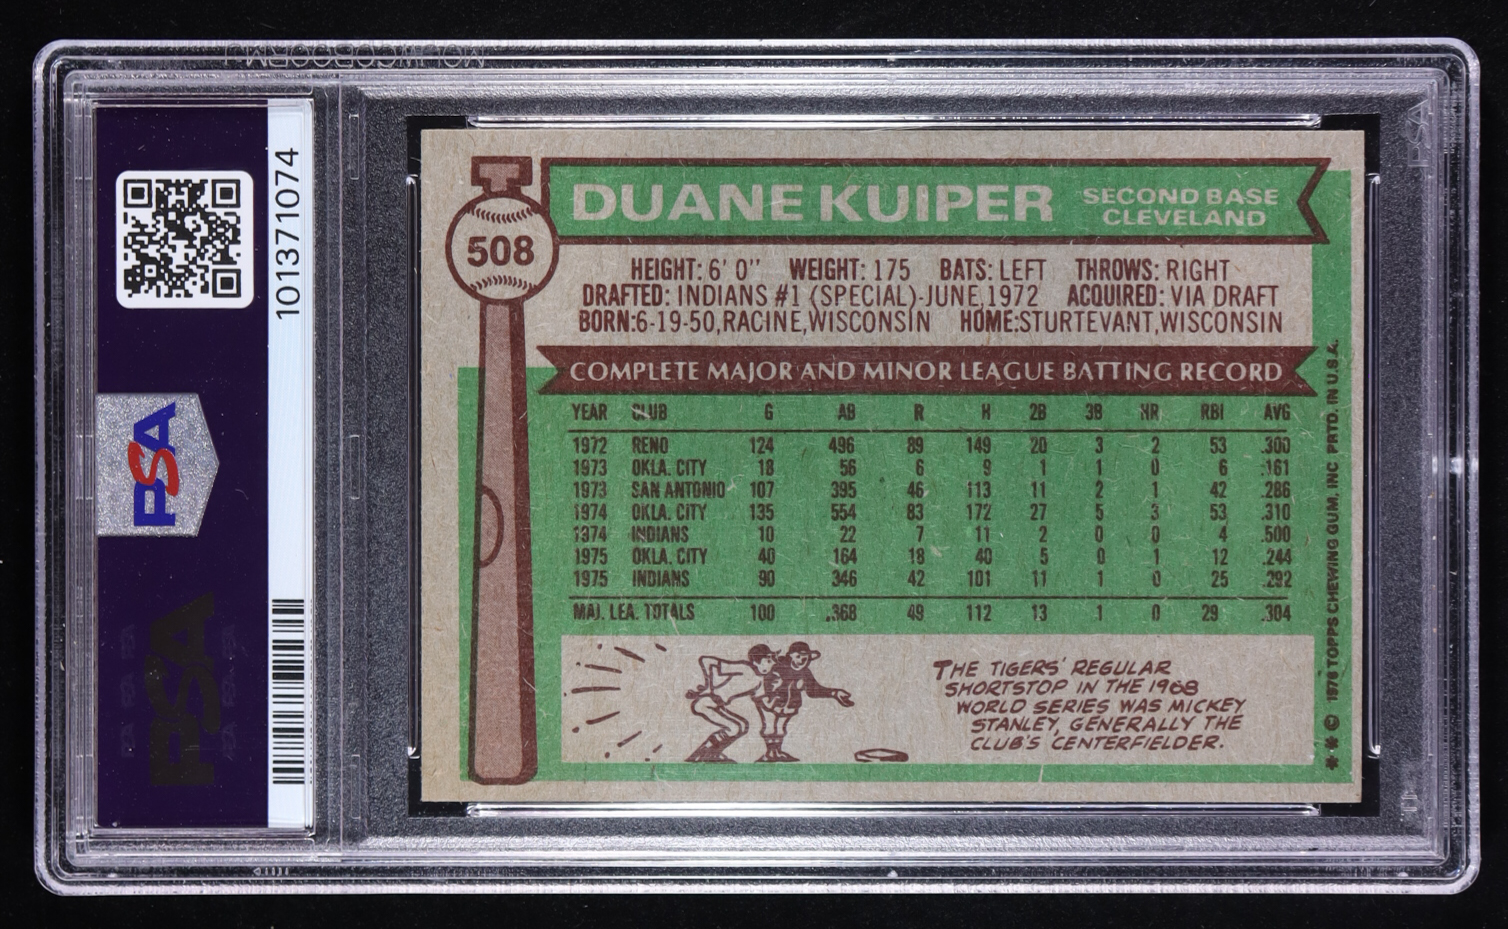 101371074
PSA
PSA
508
DUANE KUIPER
SECOND BASE
CLEVELAND
HEIGHT: 6' 0" WEIGHT: 175 BATS: LEFT THROWS: RIGHT
DRAFTED: INDIANS #1 (SPECIAL)-JUNE,1972 ACQUIRED: VIA DRAFT
BORN:6-19-50,RACINE,WISCONSIN HOME:STURTEVANT,WISCONSIN
COMPLETE MAJOR AND MINOR LEAGUE BATTING RECORD
YEAR CLUB G AB R H 2B 3B HR RBI AVG
1972 RENO 124 496 89 149 20 3 2 53 .300
1973 OKLA. CITY 18 56 6 9 1 1 0 6 .161
1973 SAN ANTONIO 107 395 46 113 11 2 1 42 .286
1974 OKLA. CITY 135 554 83 172 27 5 3 53 .310
1974 INDIANS 10 22 7 11 2 0 0 4 .500
1975 OKLA. CITY 40 164 18 40 5 0 1 12 .244
1975 INDIANS 90 346 42 101 11 1 0 25 .292
MAJ. LEA. TOTALS 100 .368 49 112 13 1 0 29 .304
THE TIGERS' REGULAR
SHORTSTOP IN THE 1968
WORLD SERIES WAS MICKEY
STANLEY, GENERALLY THE
CLUB'S CENTERFIELDER.
** © 1976 TOPPS CHEWING GUM, INC. PRTD. IN U.S.A.